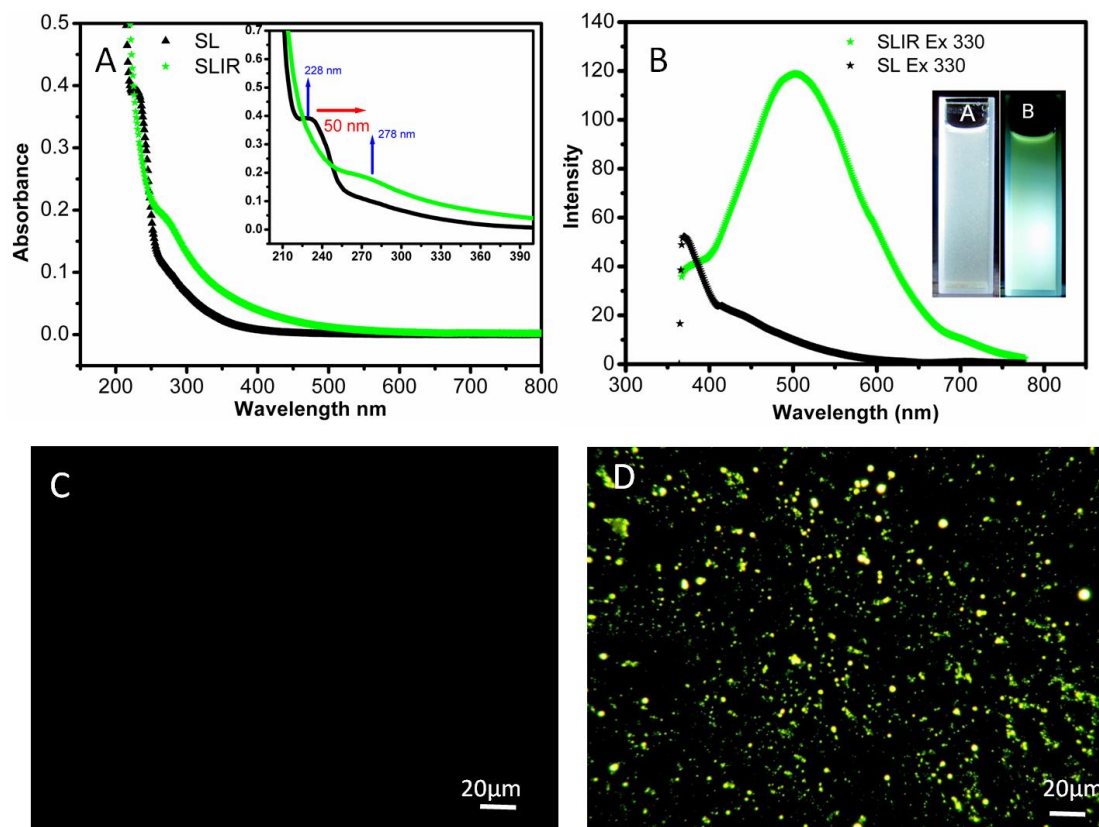 A
SL
SLIR
0.5
0.4
0.3
0.2
0.1
0.0
Absorbance
200 300 400 500 600 700 800
Wavelength nm
0.7
0.6
0.5
0.4
0.3
0.2
0.1
0.0
228 nm
50 nm
278 nm
210 240 270 300 330 360 390
B
SLIR Ex 330
SL Ex 330
140
120
100
80
60
40
20
0
Intensity
300 400 500 600 700 800
Wavelength (nm)
A B
C
20µm
D
20µm